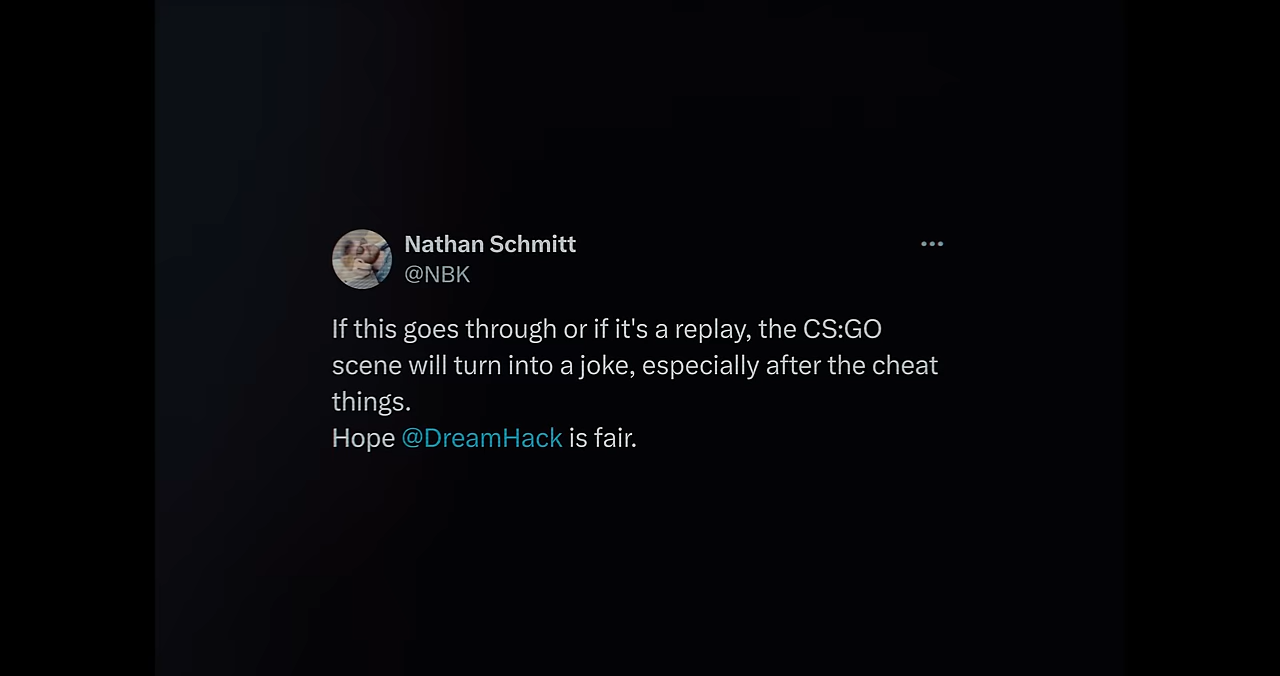 Nathan Schmitt
@NBK
If this goes through or if it's a replay, the CS:GO
scene will turn into a joke, especially after the cheat
things.
Hope @DreamHack is fair.